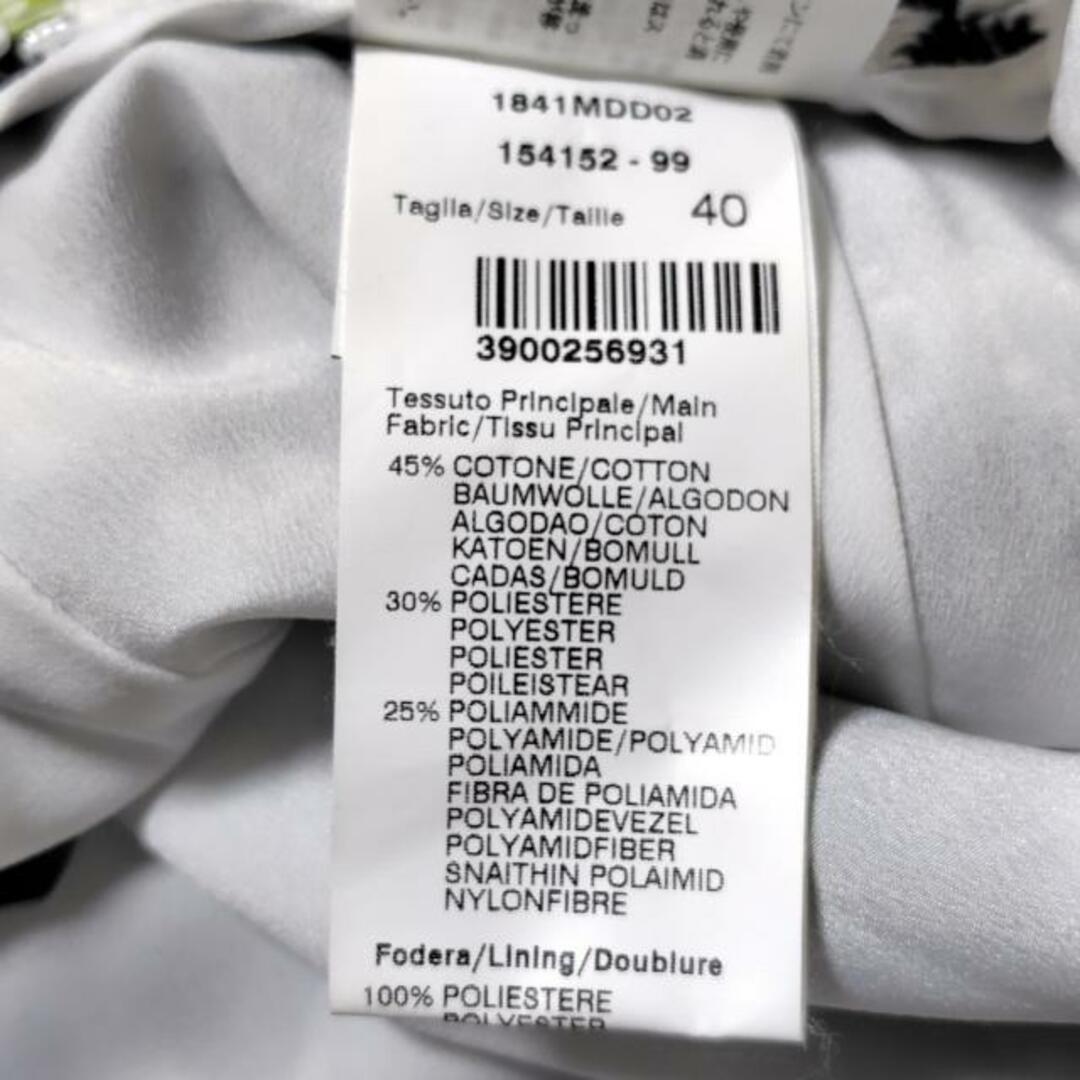 1841MDD02
154152 - 99
Taglia/Size/Taille 40
3900256931
Tessuto Principale/Main
Fabric/Tissu Principal
45% COTONE/COTTON
BAUMWOLLE/ALGODON
ALGODAO/COTON
KATOEN/BOMULL
CADAS/BOMULD
30% POLIESTERE
POLYESTER
POLIESTER
POILEISTEAR
25% POLIAMMIDE
POLYAMIDE/POLYAMID
POLIAMIDA
FIBRA DE POLIAMIDA
POLYAMIDEVEZEL
POLYAMIDFIBER
SNAITHIN POLAIMID
NYLONFIBRE
Fodera/Lining/Doublure
100% POLIESTERE
POLYESTER